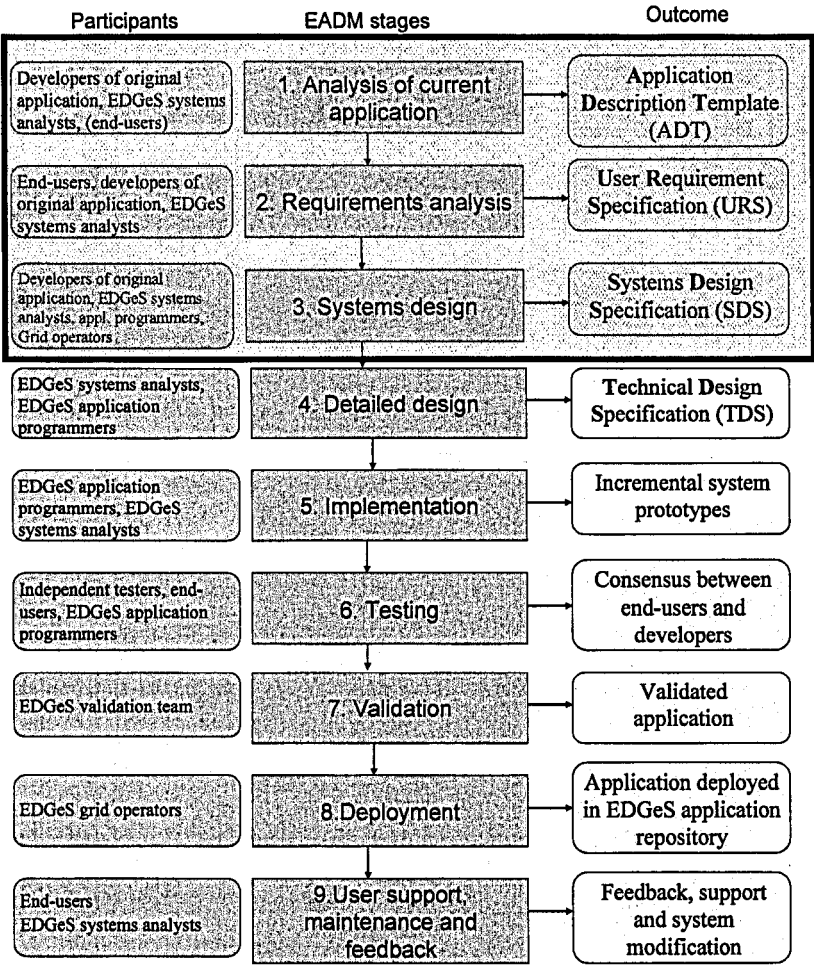 Participants
EADM stages
Outcome
Developers of original
application, EDGeS systems
analysts, (end-users)
1. Analysis of current
application
Application
Description Template
(ADT)
End-users, developers of
original application, EDGeS
systems analysts
2. Requirements analysis
User Requirement
Specification (URS)
Developers of original
application, EDGeS systems
analysts, appl. programmers,
Grid operators
3. Systems design
Systems Design
Specification (SDS)
EDGeS systems analysts,
EDGeS application
programmers
4. Detailed design
Technical Design
Specification (TDS)
EDGeS application
programmers, EDGeS
systems analysts
5. Implementation
Incremental system
prototypes
Independent testers, end-
users, EDGeS application
programmers
6. Testing
Consensus between
end-users and
developers
EDGeS validation team
7. Validation
Validated
application
EDGeS grid operators
8.Deployment
Application deployed
in EDGeS application
repository
End-users
EDGeS systems analysts
9.User support,
maintenance and
feedback
Feedback, support
and system
modification